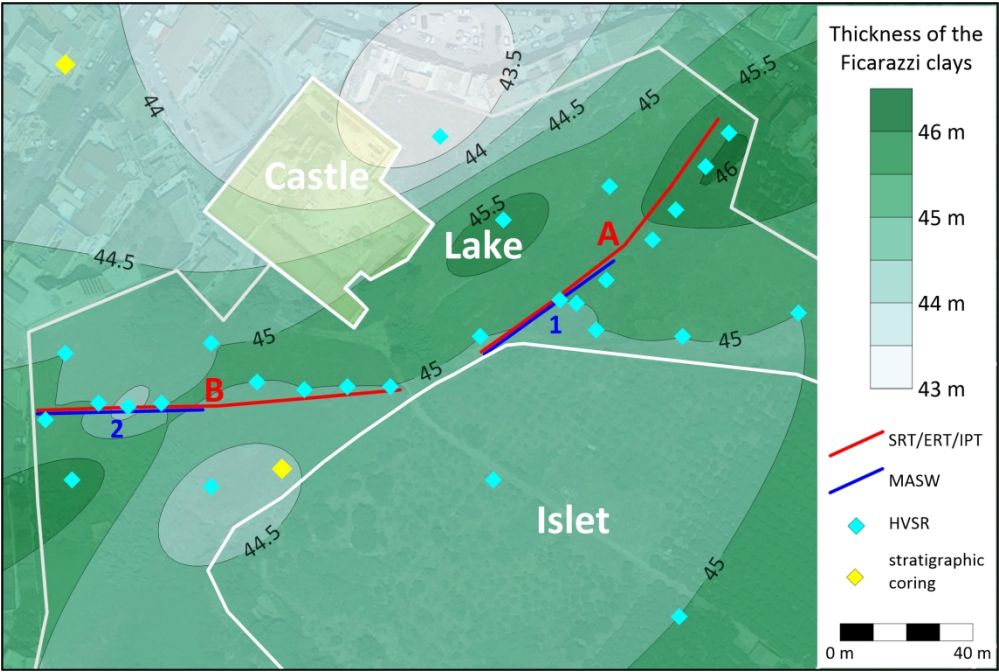 Thickness of the
Ficarazzi clays
46 m
45 m
44 m
43 m
SRT/ERT/IPT
MASW
HVSR
stratigraphic
coring
0 m 40 m
43.5
44
45.5
45
44.5
44
46
Castle
45.5
Lake
A
44.5
1
45
45
45
B
2
Islet
44.5
45